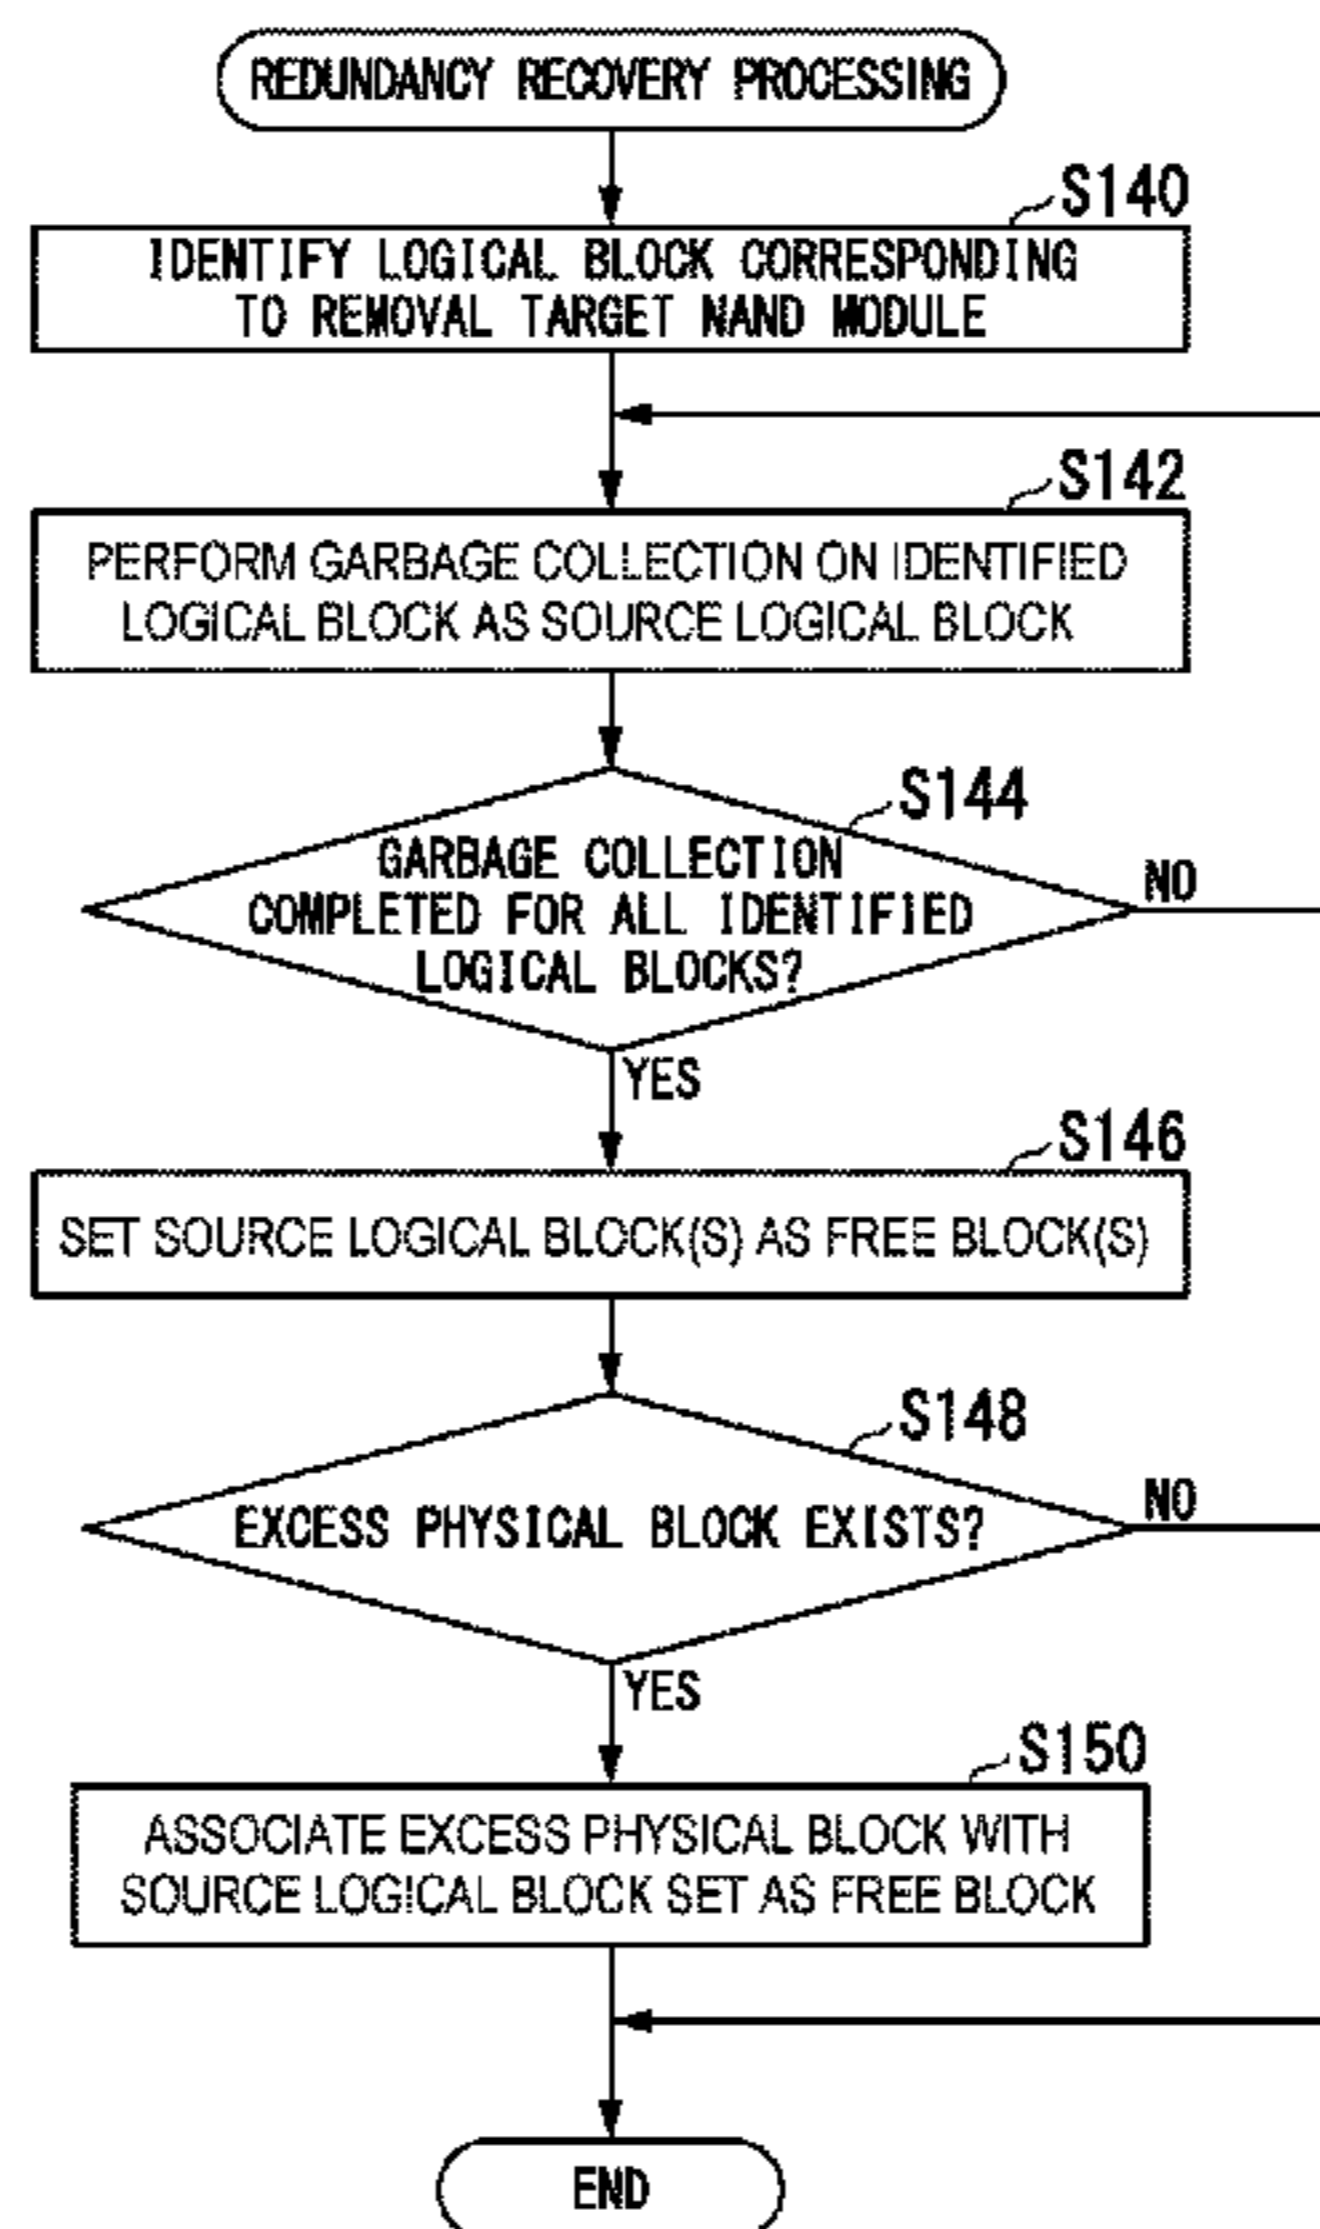 REDUNDANCY RECOVERY PROCESSING
S140
IDENTIFY LOGICAL BLOCK CORRESPONDING
TO REMOVAL TARGET NAND MODULE
S142
PERFORM GARBAGE COLLECTION ON IDENTIFIED
LOGICAL BLOCK AS SOURCE LOGICAL BLOCK
S144
GARBAGE COLLECTION
COMPLETED FOR ALL IDENTIFIED
LOGICAL BLOCKS?
NO
YES
S146
SET SOURCE LOGICAL BLOCK(S) AS FREE BLOCK(S)
S148
EXCESS PHYSICAL BLOCK EXISTS?
NO
YES
S150
ASSOCIATE EXCESS PHYSICAL BLOCK WITH
SOURCE LOGICAL BLOCK SET AS FREE BLOCK
END